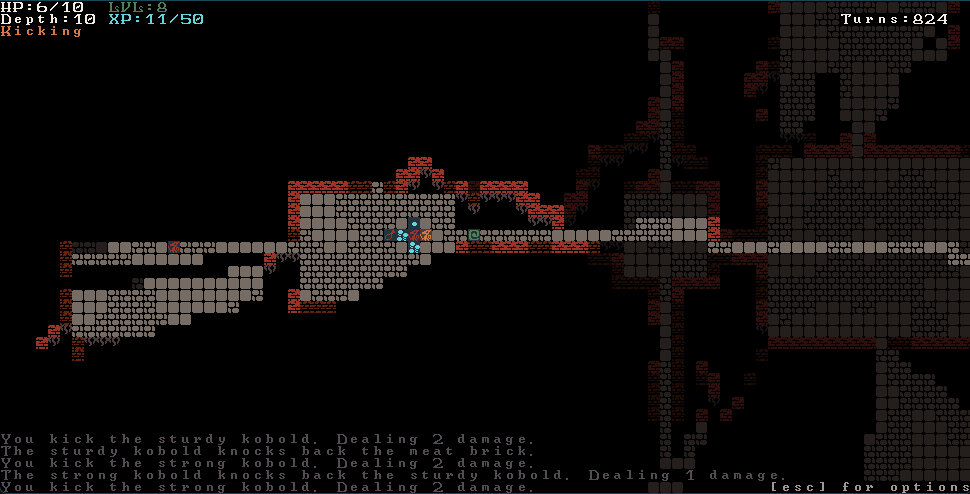 HP:6/10 LVL:8
Depth:10 XP:11/50
Turns:824
Kicking
You kick the sturdy kobold. Dealing 2 damage.
The sturdy kobold knocks back the meat brick.
You kick the strong kobold. Dealing 2 damage.
The strong kobold knocks back the sturdy kobold. Dealing 1 damage.
You kick the strong kobold. Dealing 2 damage.
[esc] for options